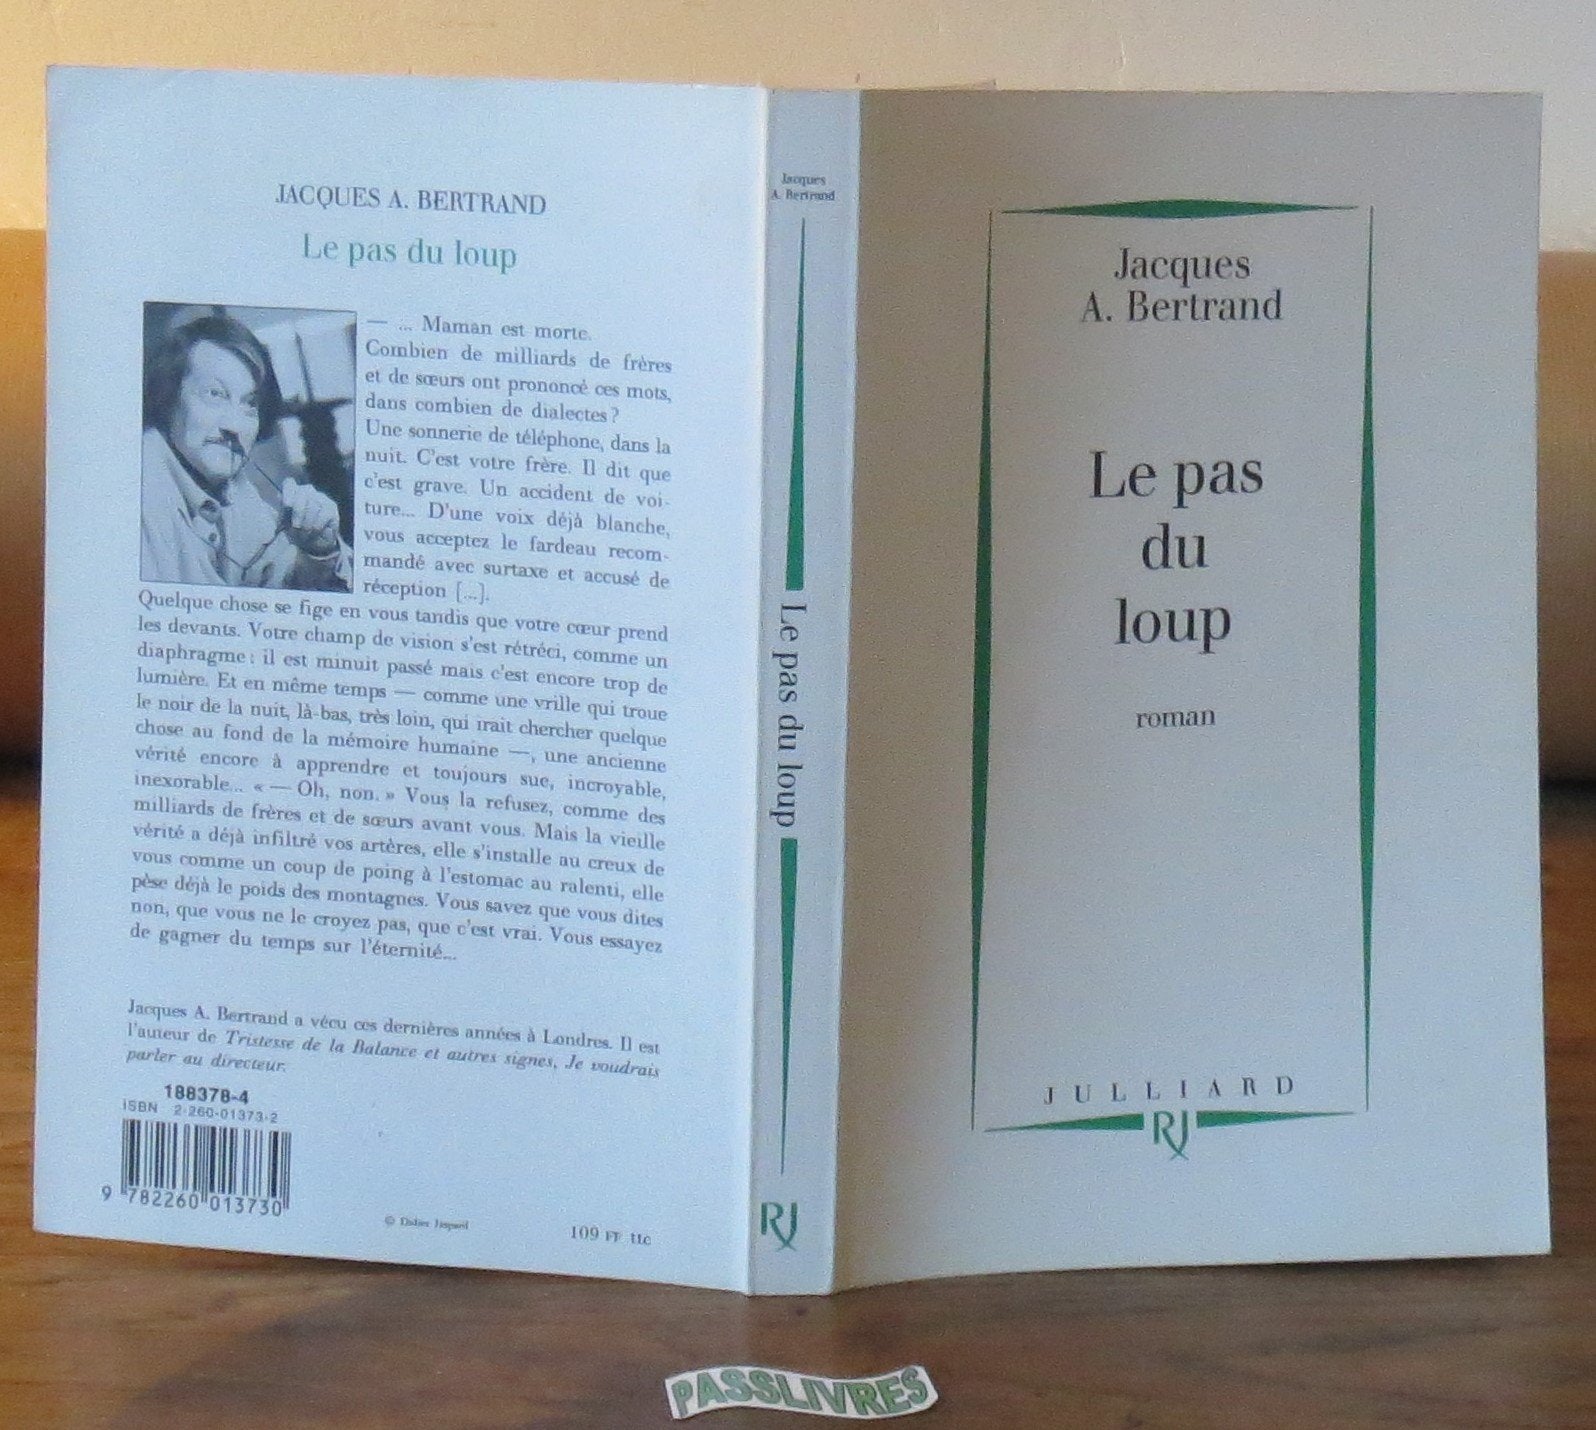 JACQUES A. BERTRAND
Le pas du loup
— ... Maman est morte.
Combien de milliards de frères
et de sœurs ont prononcé ces mots,
dans combien de dialectes ?
Une sonnerie de téléphone, dans la
nuit. C'est votre frère. Il dit que
c'est grave. Un accident de voi-
ture... D'une voix déjà blanche,
vous acceptez le fardeau recom-
mandé avec surtaxe et accusé de
réception [...].
Quelque chose se fige en vous tandis que votre cœur prend
les devants. Votre champ de vision s'est rétréci, comme un
diaphragme : il est minuit passé mais c'est encore trop de
lumière. Et en même temps — comme une vrille qui troue
le noir de la nuit, là-bas, très loin, qui irait chercher quelque
chose au fond de la mémoire humaine —, une ancienne
vérité encore à apprendre et toujours sue, incroyable,
inexorable... « — Oh, non. » Vous la refusez, comme des
milliards de frères et de sœurs avant vous. Mais la vieille
vérité a déjà infiltré vos artères, elle s'installe au creux de
vous comme un coup de poing à l'estomac au ralenti, elle
pèse déjà le poids des montagnes. Vous savez que vous dites
non, que vous ne le croyez pas, que c'est vrai. Vous essayez
de gagner du temps sur l'éternité...
Jacques A. Bertrand a vécu ces dernières années à Londres. Il est
l'auteur de Tristesse de la Balance et autres signes, Je voudrais
parler au directeur.
188378-4
ISBN 2-260-01373-2
9 782260 013730
© Didier
109 FF TTC
Jacques
A. Bertrand
Le pas du loup
RJ
Jacques
A. Bertrand
Le pas
du
loup
roman
JULLIARD
RJ
PASSLIVRES